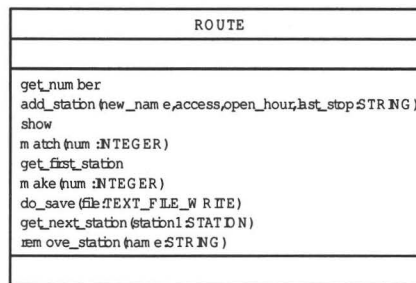 ROUTE
get_number
add_station(new_name,access,open_hour,last_stop:STRING)
show
match(num:INTEGER)
get_first_station
make(num:INTEGER)
do_save(file:TEXT_FILE_WRITE)
get_next_station(station1:STATION)
remove_station(name:STRING)